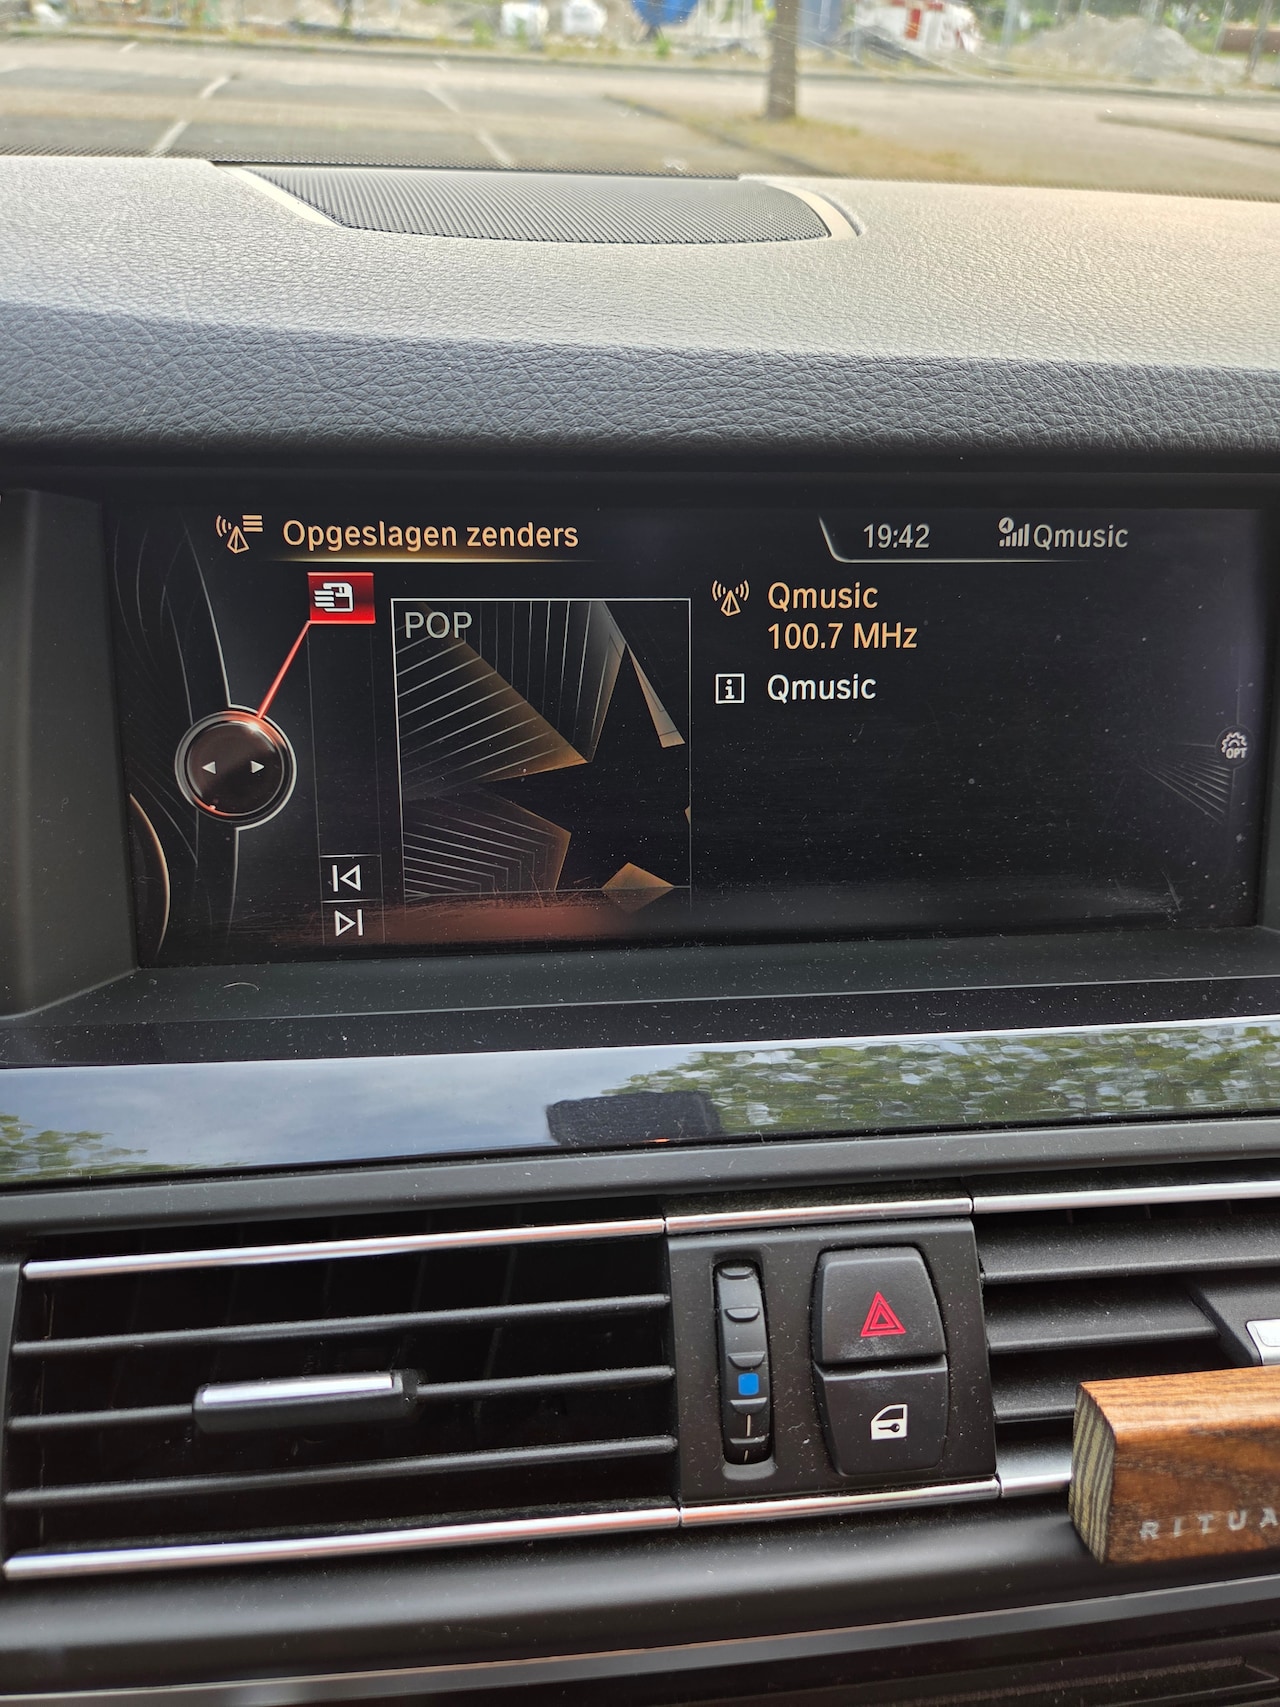 Opgeslagen zenders
19:42
Qmusic
POP
Qmusic
100.7 MHz
Qmusic
OPT
RITUA